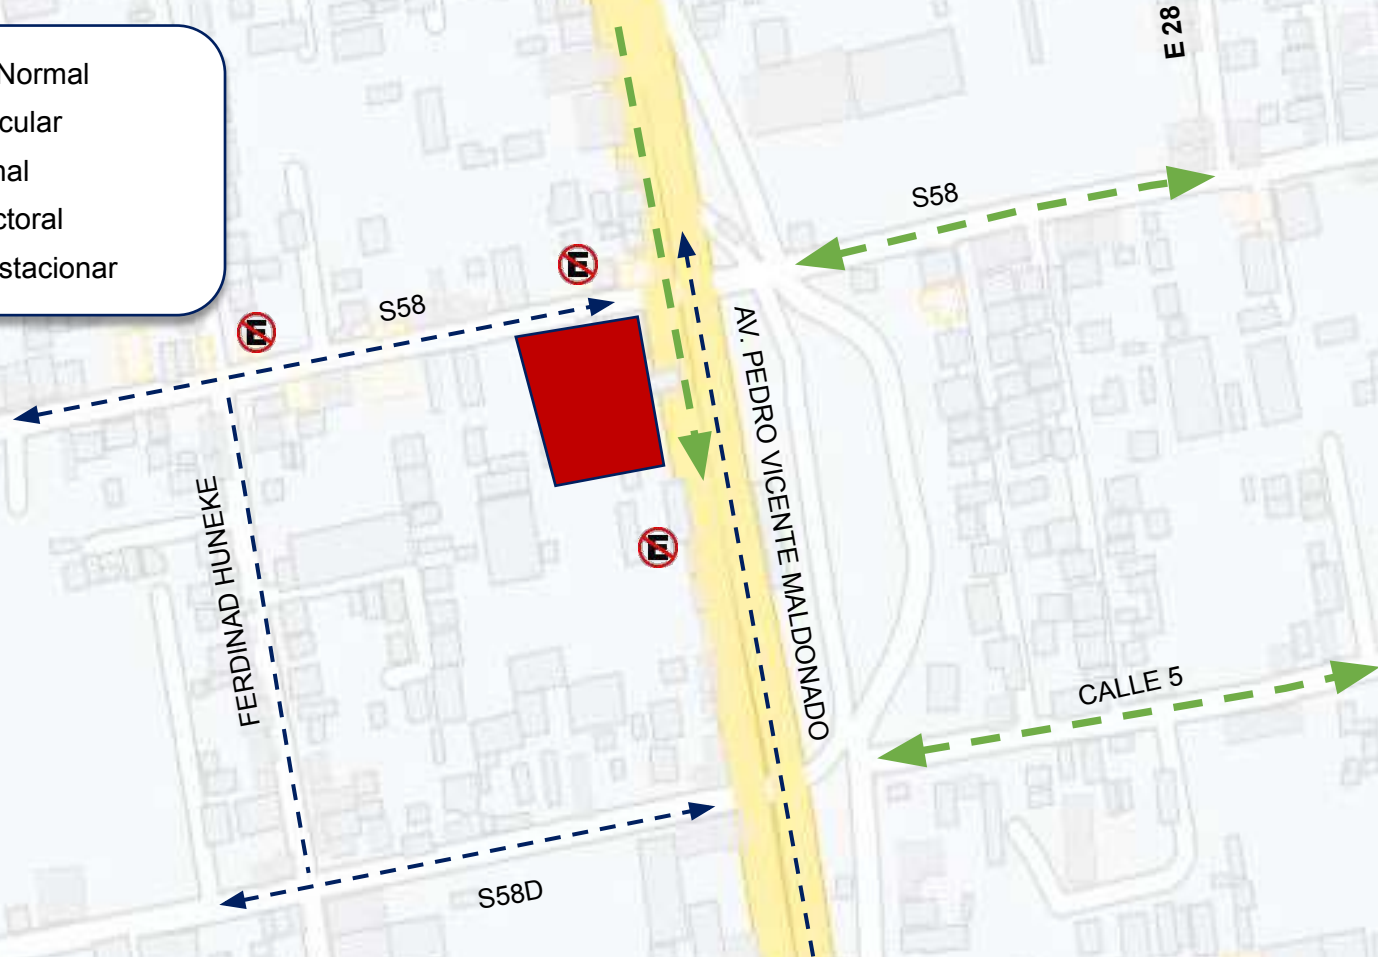 Normal
cular
nal
ctoral
stacionar
E 28
S58
S58
AV. PEDRO VICENTE MALDONADO
FERDINAD HUNEKE
CALLE 5
S58D
E
E
E